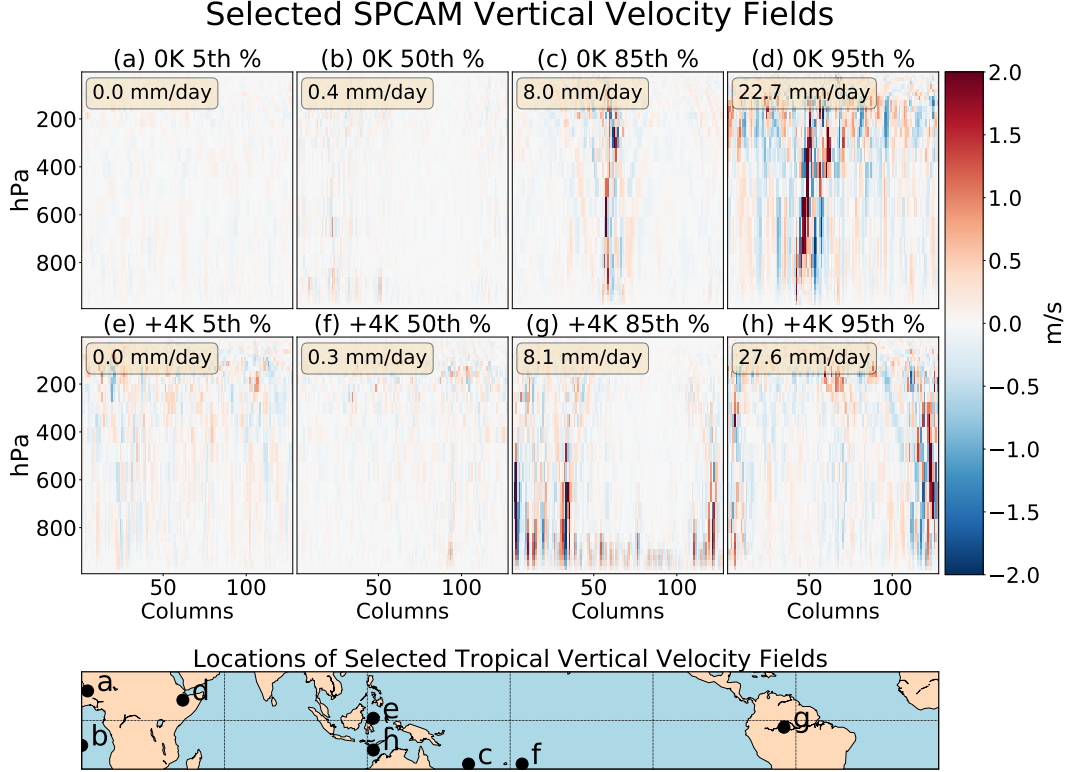 Selected SPCAM Vertical Velocity Fields
(a) 0K 5th % (b) 0K 50th % (c) 0K 85th % (d) 0K 95th %
0.0 mm/day 0.4 mm/day 8.0 mm/day 22.7 mm/day
hPa
200
400
600
800
(e) +4K 5th % (f) +4K 50th % (g) +4K 85th % (h) +4K 95th %
0.0 mm/day 0.3 mm/day 8.1 mm/day 27.6 mm/day
hPa
200
400
600
800
50 100 50 100 50 100 50 100
Columns Columns Columns Columns
2.0
1.5
1.0
0.5
0.0
−0.5
−1.0
−1.5
−2.0
m/s
Locations of Selected Tropical Vertical Velocity Fields
a d e g
b h c f